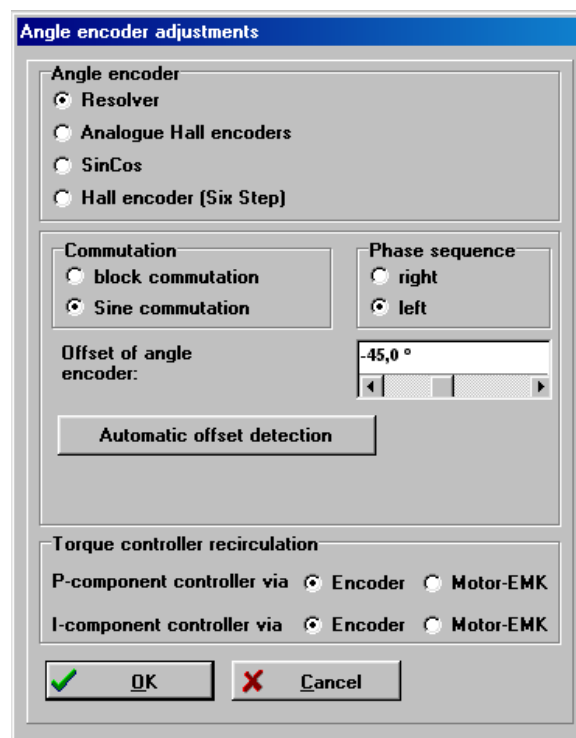 Angle encoder adjustments
Angle encoder
Resolver
Analogue Hall encoders
SinCos
Hall encoder (Six Step)
Commutation
block commutation
Sine commutation
Phase sequence
right
left
Offset of angle
encoder:
-45,0 °
Automatic offset detection
Torque controller recirculation
P-component controller via Encoder Motor-EMK
I-component controller via Encoder Motor-EMK
OK Cancel